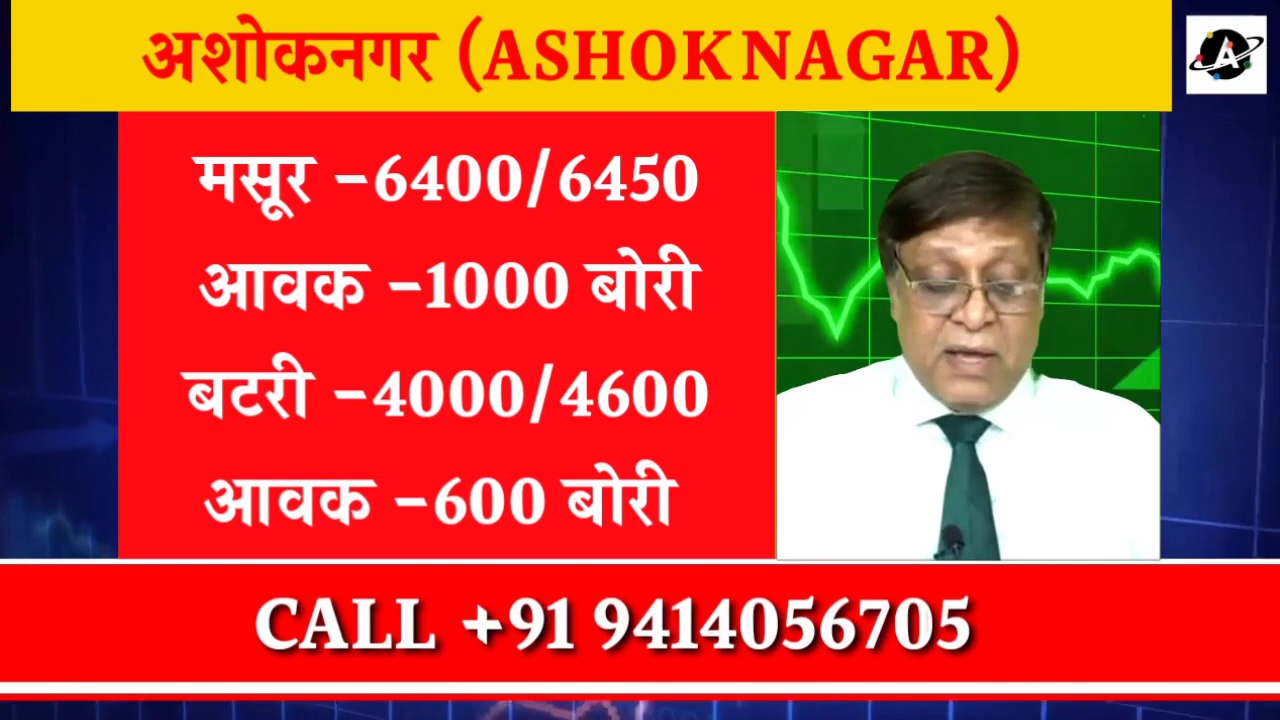 अशोकनगर (ASHOKNAGAR)
A
मसूर -6400/6450
आवक -1000 बोरी
बटरी -4000/4600
आवक -600 बोरी
CALL +91 9414056705